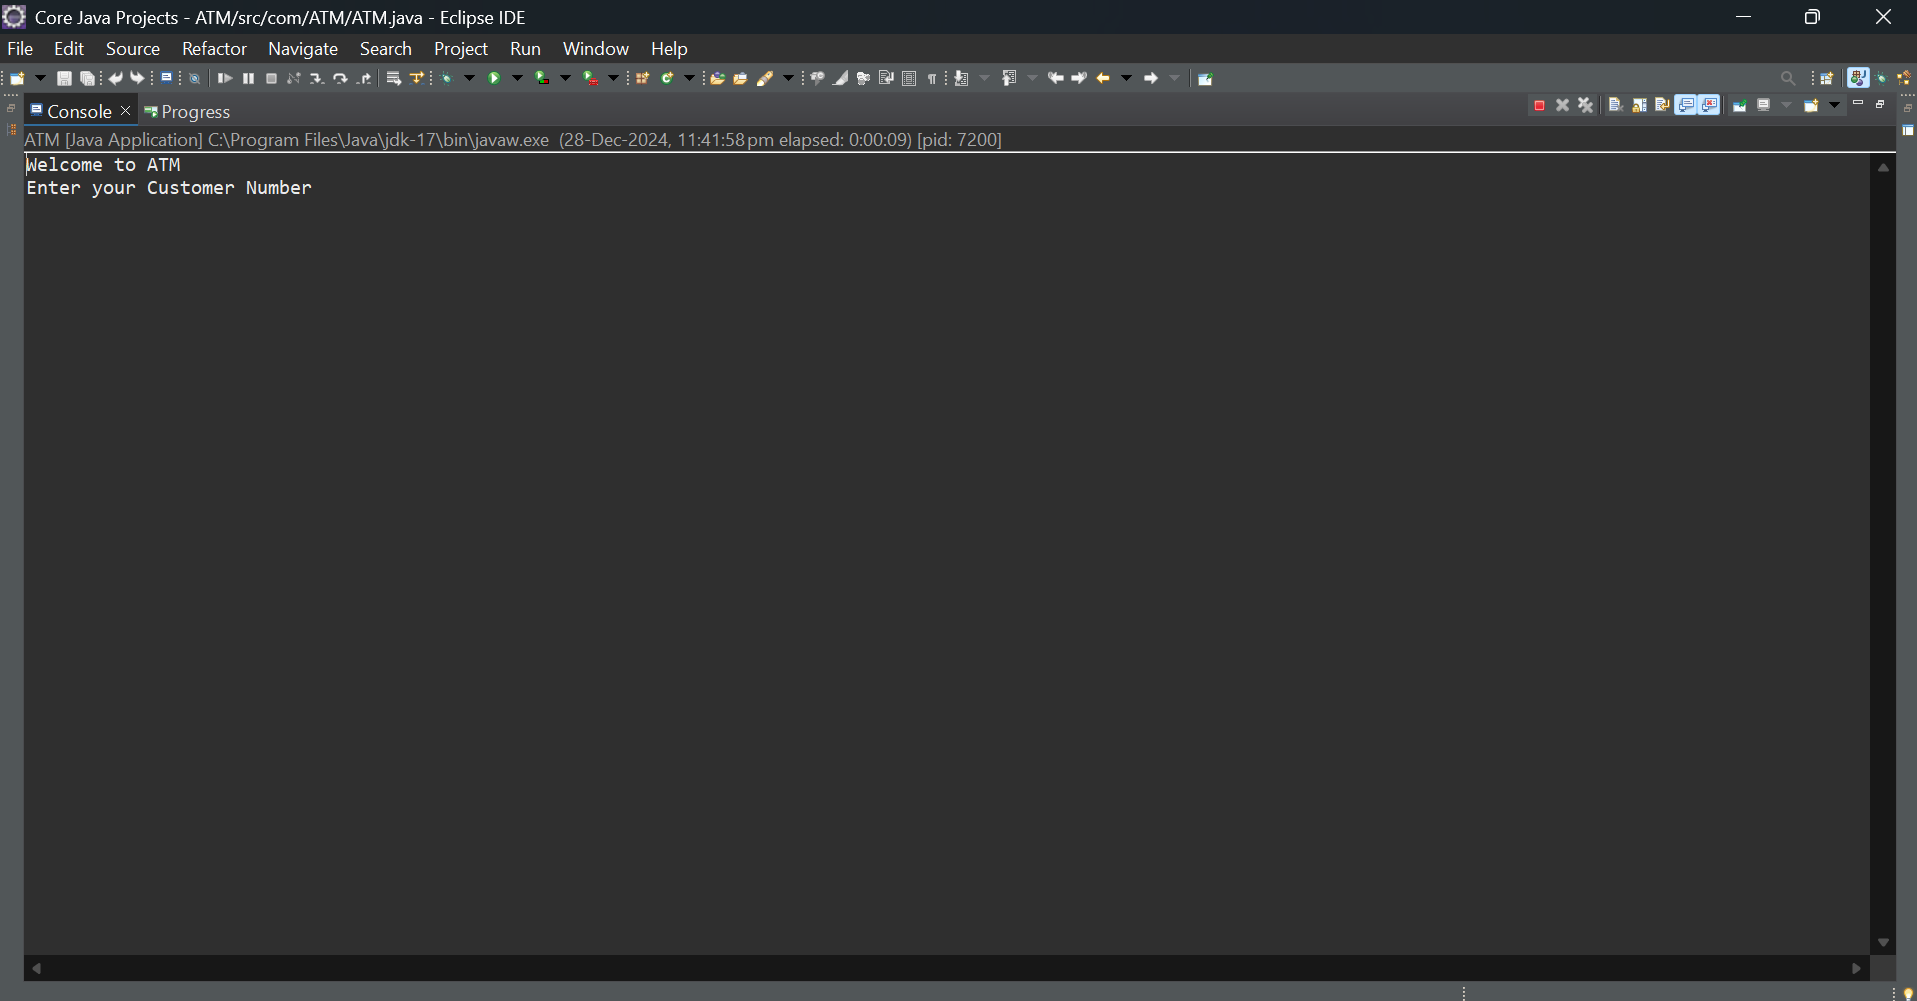 Core Java Projects - ATM/src/com/ATM/ATM.java - Eclipse IDE
File Edit Source Refactor Navigate Search Project Run Window Help
Console Progress
ATM [Java Application] C:\Program Files\Java\jdk-17\bin\javaw.exe (28-Dec-2024, 11:41:58 pm elapsed: 0:00:09) [pid: 7200]
Welcome to ATM
Enter your Customer Number